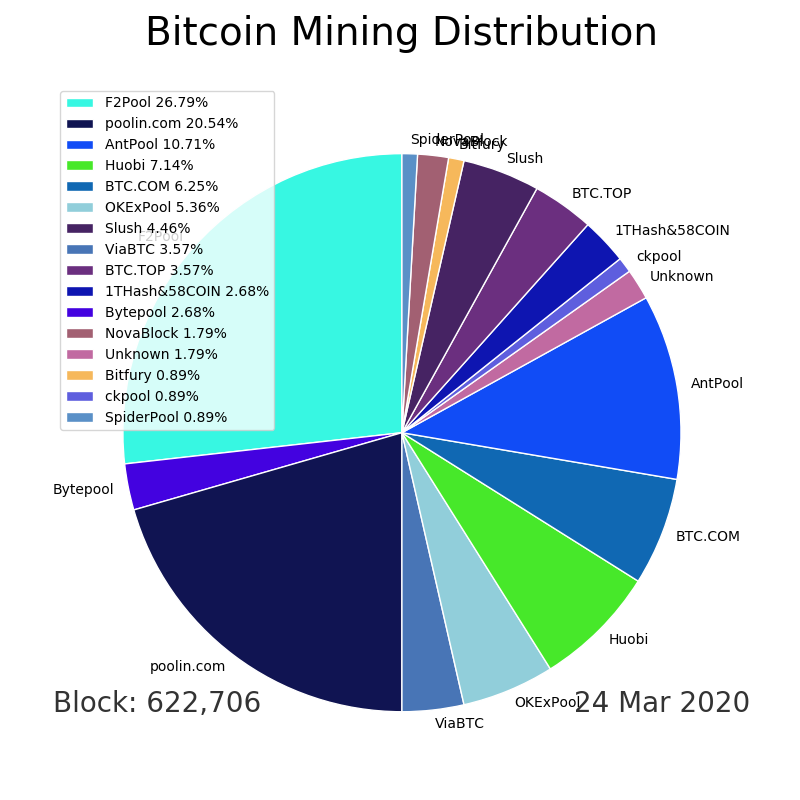 Bitcoin Mining Distribution
F2Pool 26.79%
poolin.com 20.54%
AntPool 10.71%
Huobi 7.14%
BTC.COM 6.25%
OKExPool 5.36%
Slush 4.46%
ViaBTC 3.57%
BTC.TOP 3.57%
1THash&58COIN 2.68%
Bytepool 2.68%
NovaBlock 1.79%
Unknown 1.79%
Bitfury 0.89%
ckpool 0.89%
SpiderPool 0.89%
SpiderPool
NovaBlock
Bitfury
Slush
BTC.TOP
1THash&58COIN
ckpool
Unknown
AntPool
BTC.COM
Huobi
OKExPool
ViaBTC
poolin.com
Bytepool
F2Pool
Block: 622,706
24 Mar 2020